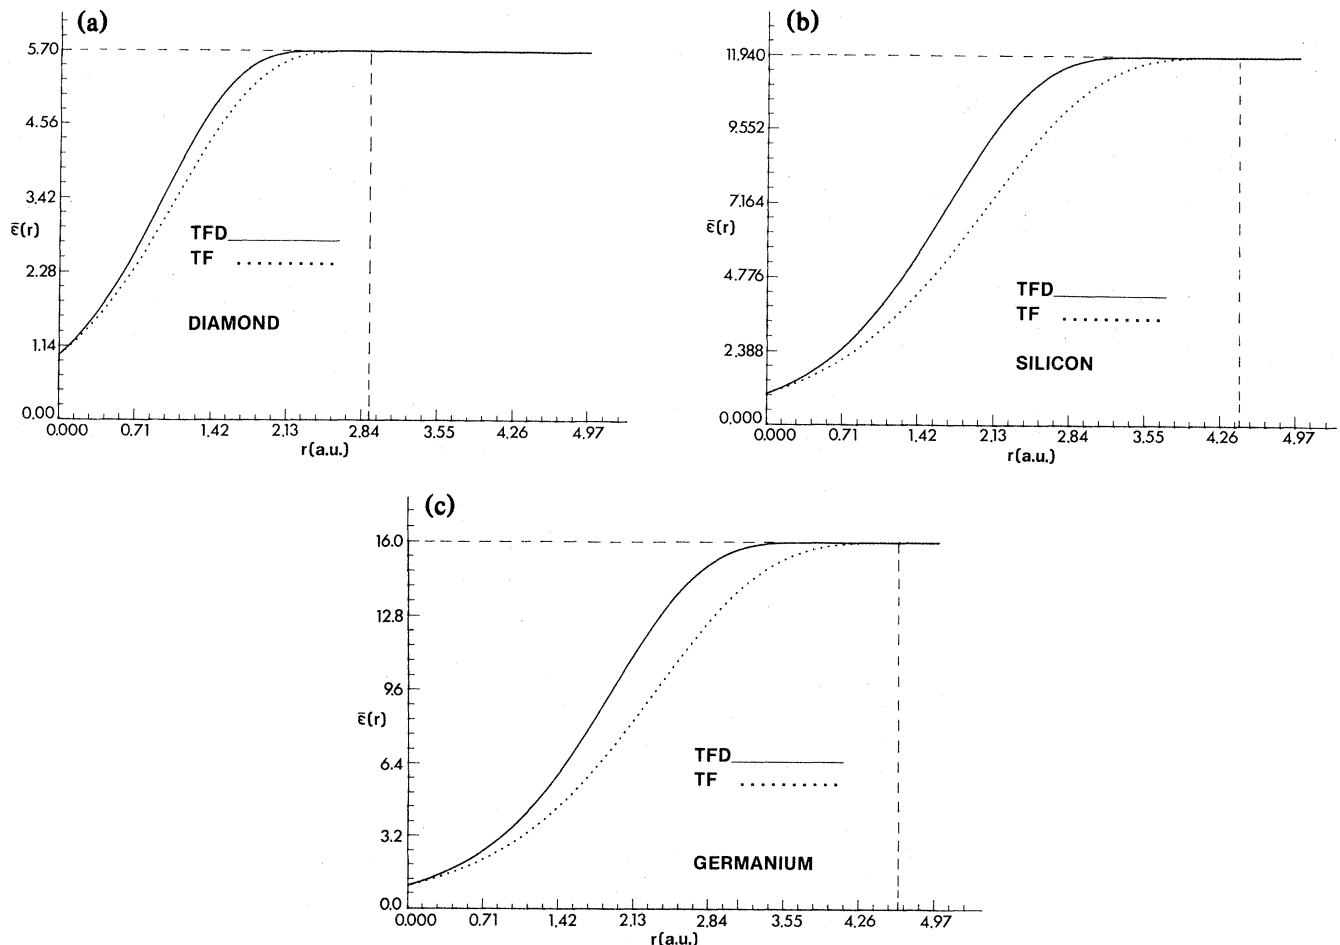 (a)
5.70
4.56
3.42
ε̄(r)
2.28
1.14
0.00
TFD
TF
DIAMOND
0.000 0.71 1.42 2.13 2.84 3.55 4.26 4.97
r(a.u.)
(b)
11.940
9.552
7.164
ε̄(r)
4.776
2.388
0.000
TFD
TF
SILICON
0.000 0.71 1.42 2.13 2.84 3.55 4.26 4.97
r(a.u.)
(c)
16.0
12.8
9.6
ε̄(r)
6.4
3.2
0.0
TFD
TF
GERMANIUM
0.000 0.71 1.42 2.13 2.84 3.55 4.26 4.97
r(a.u.)